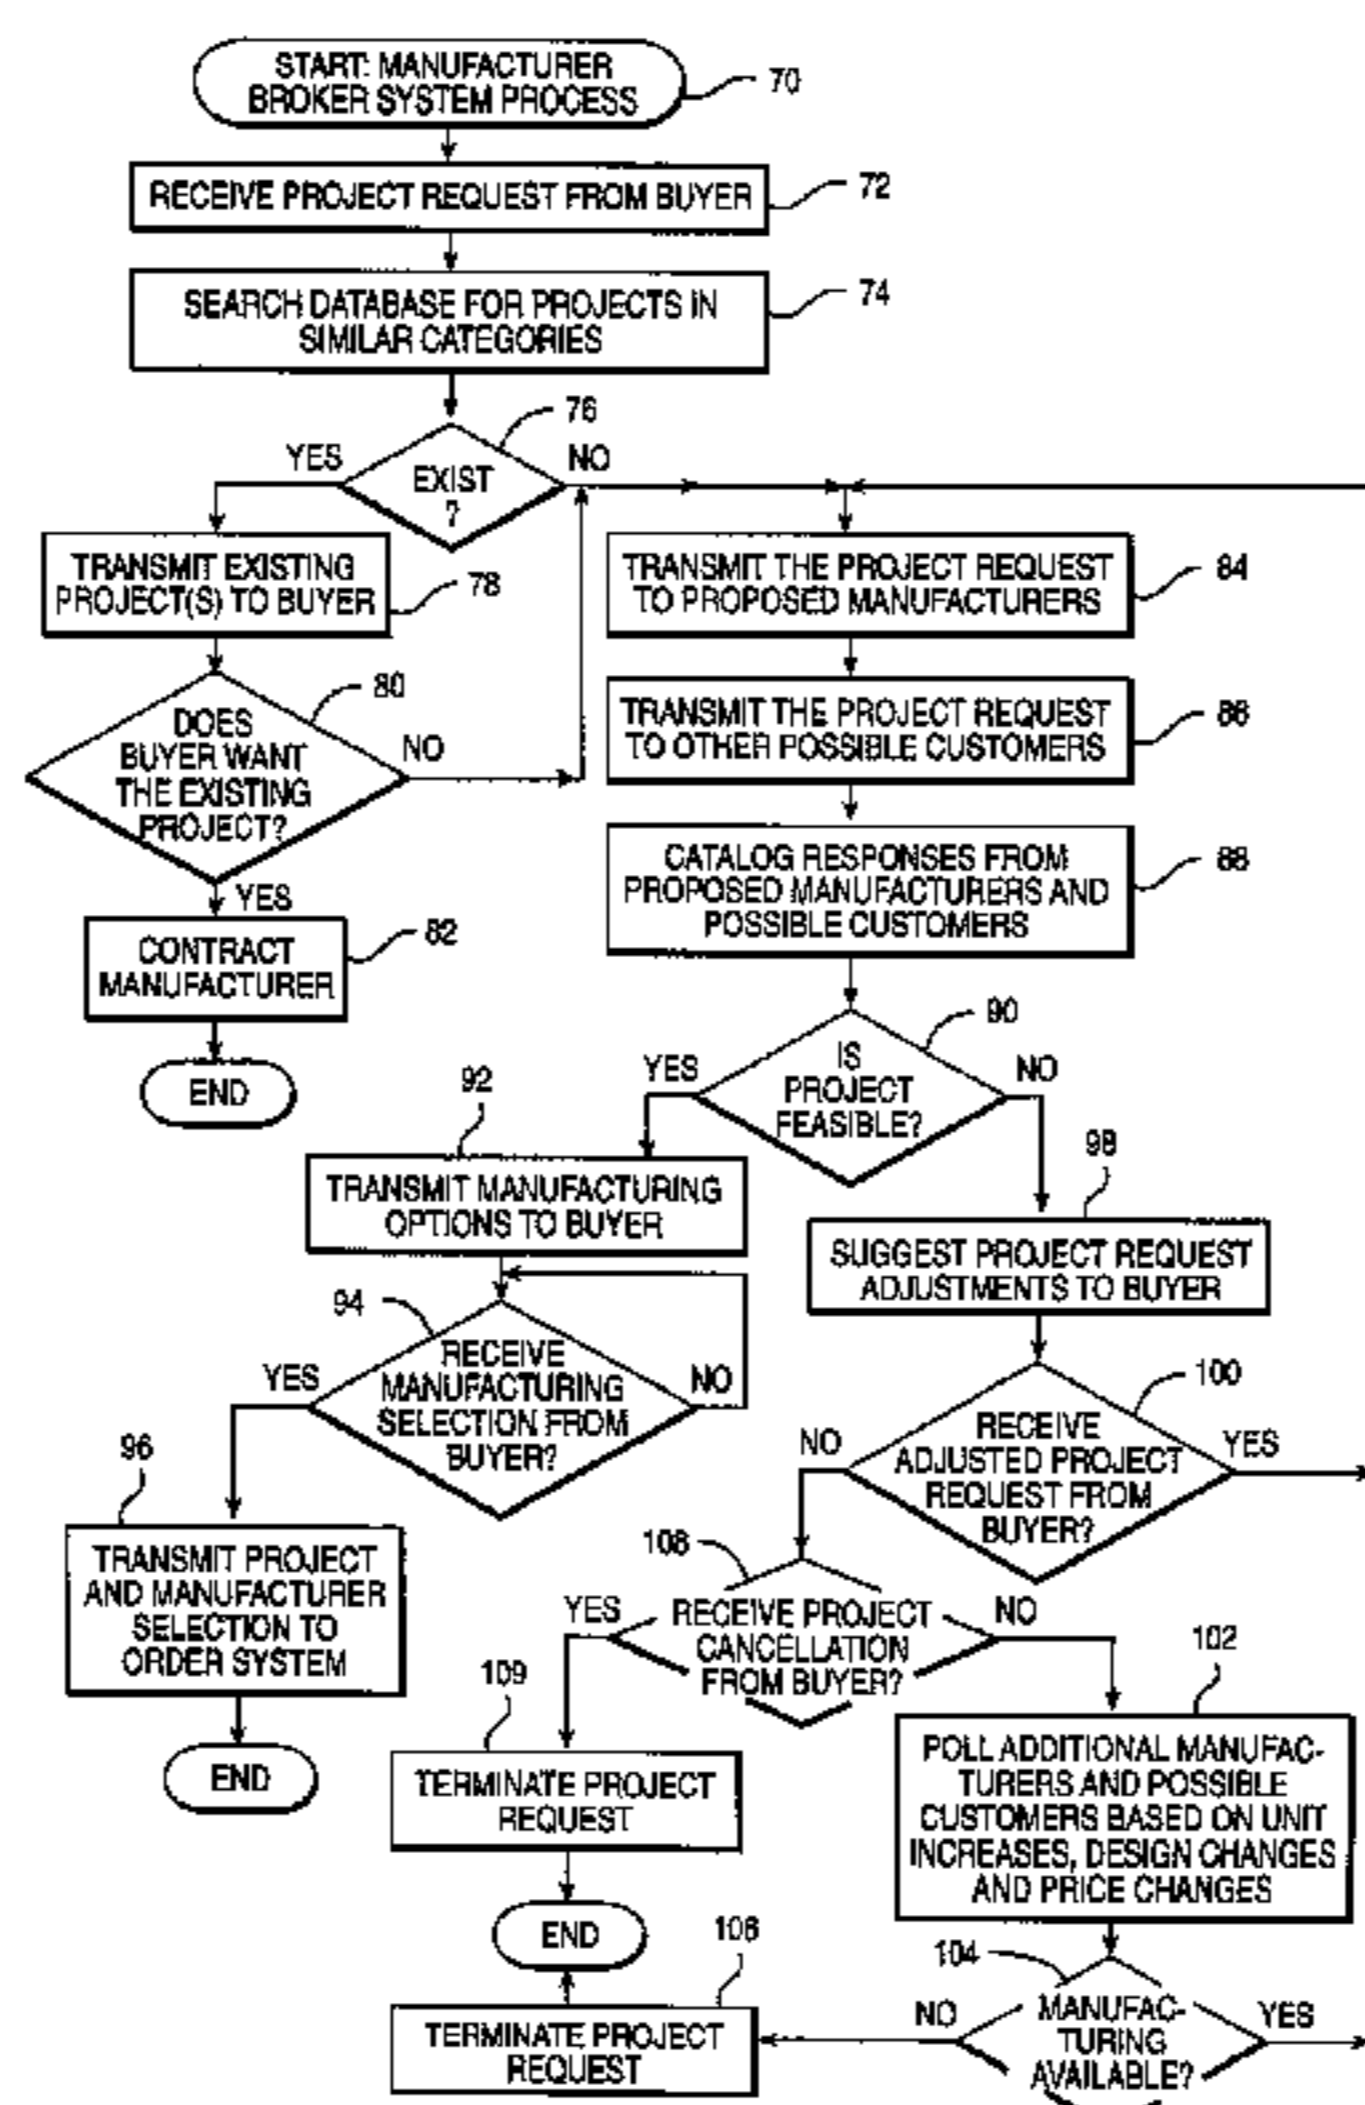 START: MANUFACTURER
BROKER SYSTEM PROCESS
70
RECEIVE PROJECT REQUEST FROM BUYER
72
SEARCH DATABASE FOR PROJECTS IN
SIMILAR CATEGORIES
74
76
YES
NO
EXIST
?
TRANSMIT EXISTING
PROJECT(S) TO BUYER
78
TRANSMIT THE PROJECT REQUEST
TO PROPOSED MANUFACTURERS
84
80
DOES
BUYER WANT
THE EXISTING
PROJECT?
NO
TRANSMIT THE PROJECT REQUEST
TO OTHER POSSIBLE CUSTOMERS
86
YES
CATALOG RESPONSES FROM
PROPOSED MANUFACTURERS AND
POSSIBLE CUSTOMERS
88
CONTRACT
MANUFACTURER
82
END
90
IS
PROJECT
FEASIBLE?
YES
NO
92
TRANSMIT MANUFACTURING
OPTIONS TO BUYER
98
SUGGEST PROJECT REQUEST
ADJUSTMENTS TO BUYER
94
RECEIVE
MANUFACTURING
SELECTION FROM
BUYER?
YES
NO
100
RECEIVE
ADJUSTED PROJECT
REQUEST FROM
BUYER?
NO
YES
96
TRANSMIT PROJECT
AND MANUFACTURER
SELECTION TO
ORDER SYSTEM
END
108
RECEIVE PROJECT
CANCELLATION
FROM BUYER?
YES
NO
109
TERMINATE PROJECT
REQUEST
END
102
POLL ADDITIONAL MANUFAC-
TURERS AND POSSIBLE
CUSTOMERS BASED ON UNIT
INCREASES, DESIGN CHANGES
AND PRICE CHANGES
104
MANUFAC-
TURING
AVAILABLE?
NO
YES
TERMINATE PROJECT
REQUEST